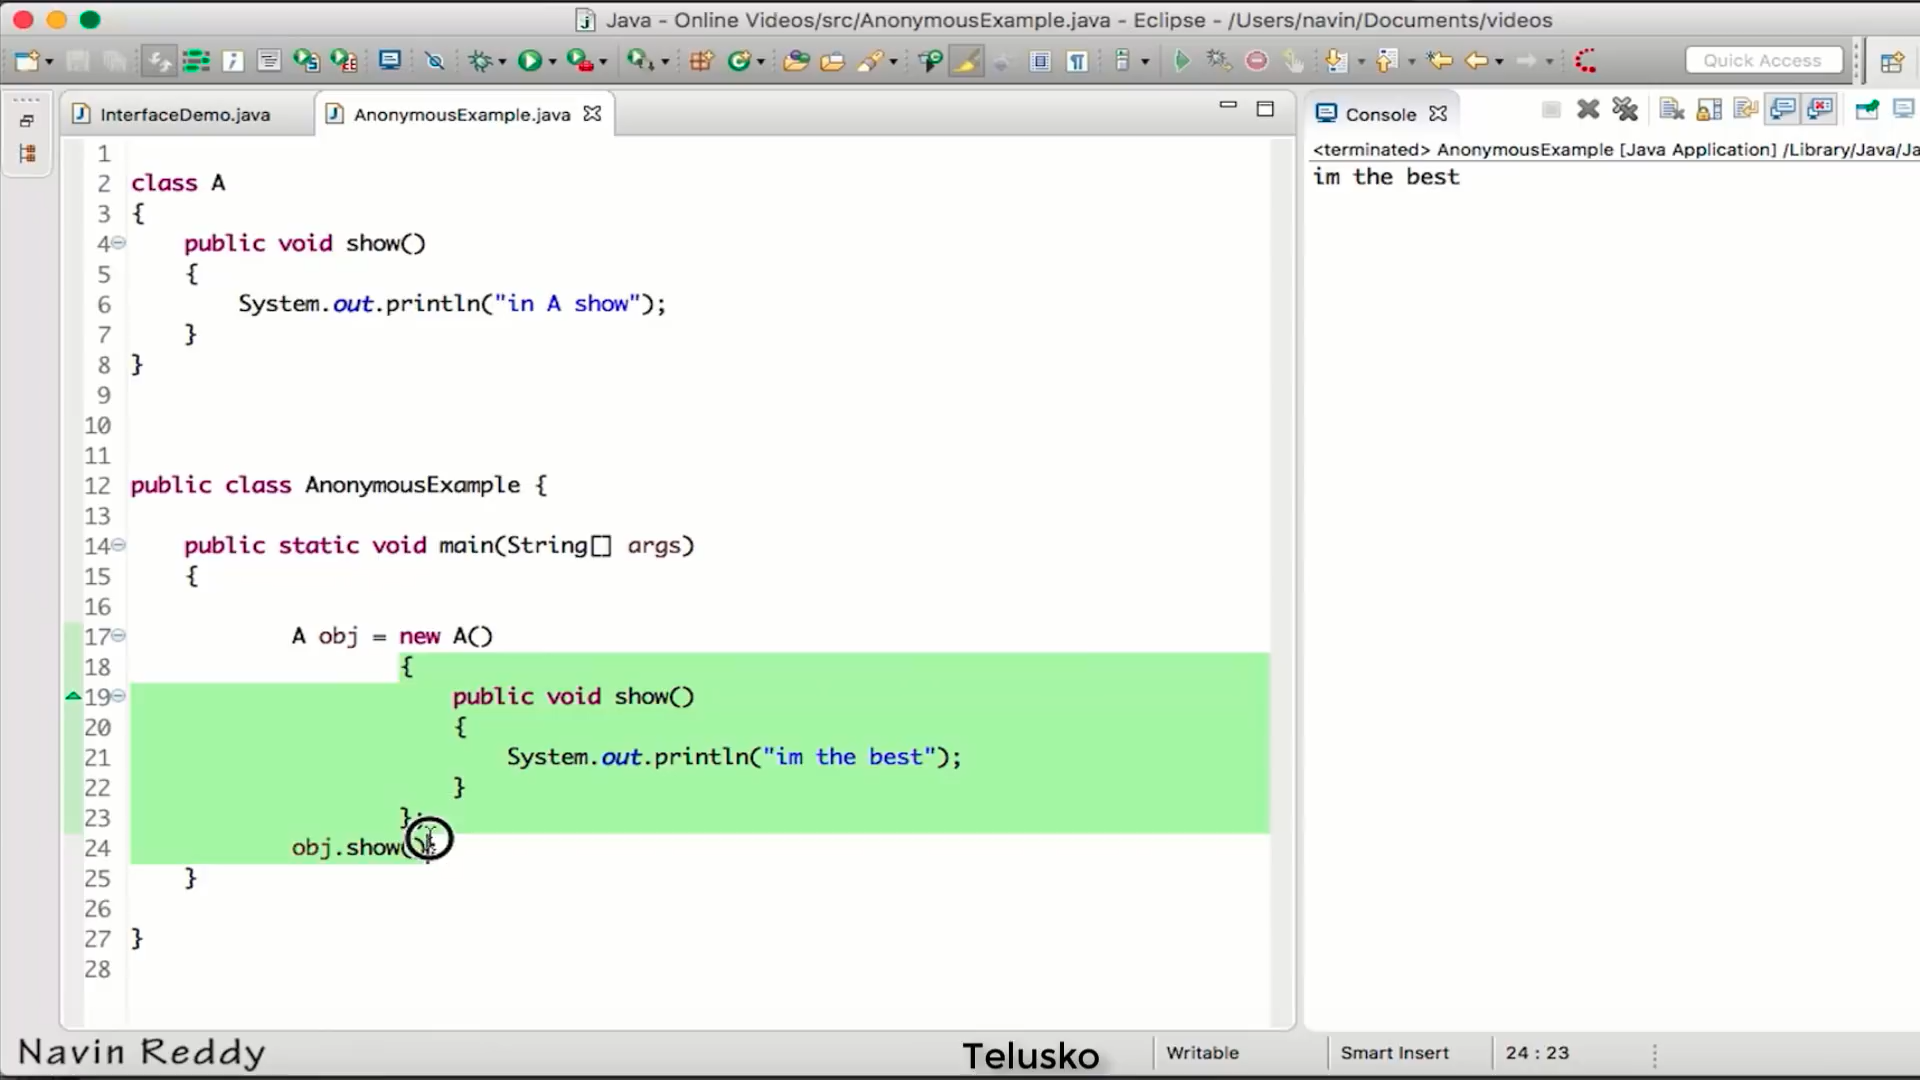 Java - Online Videos/src/AnonymousExample.java - Eclipse - /Users/navin/Documents/videos
Quick Access
InterfaceDemo.java
AnonymousExample.java
1
2 class A
3 {
4 public void show()
5 {
6 System.out.println("in A show");
7 }
8 }
9
10
11
12 public class AnonymousExample {
13
14 public static void main(String[] args)
15 {
16
17 A obj = new A()
18 {
19 public void show()
20 {
21 System.out.println("im the best");
22 }
23 };
24 obj.show()
25 }
26
27 }
28
Console
<terminated> AnonymousExample [Java Application] /Library/Java/Ja
im the best
Navin Reddy
Telusko
Writable
Smart Insert
24 : 23